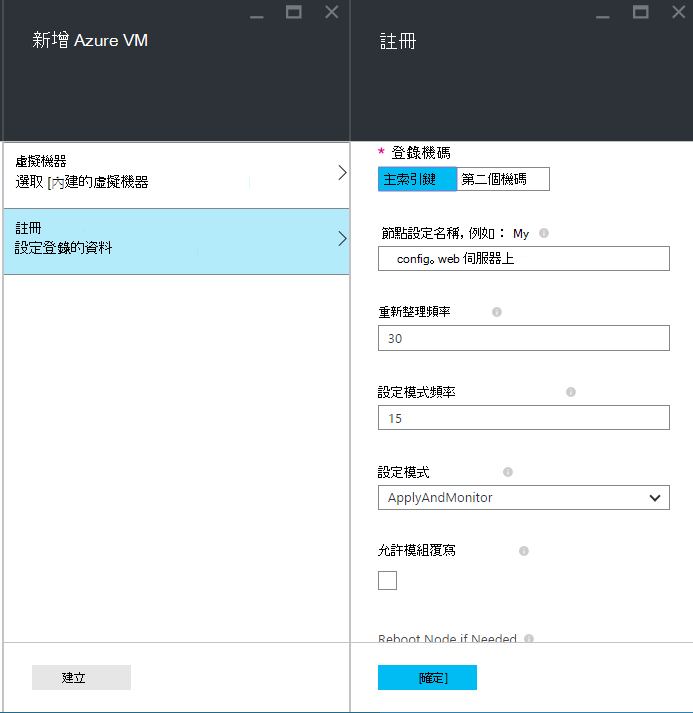 新增 Azure VM
虛擬機器
選取 [內建的虛擬機器
註冊
設定登錄的資料
建立
註冊
* 登錄機碼
主索引鍵 第二個機碼
節點設定名稱，例如： My
config。web 伺服器上
重新整理頻率
30
設定模式頻率
15
設定模式
ApplyAndMonitor
允許模組覆寫
Reboot Node if Needed
[確定]